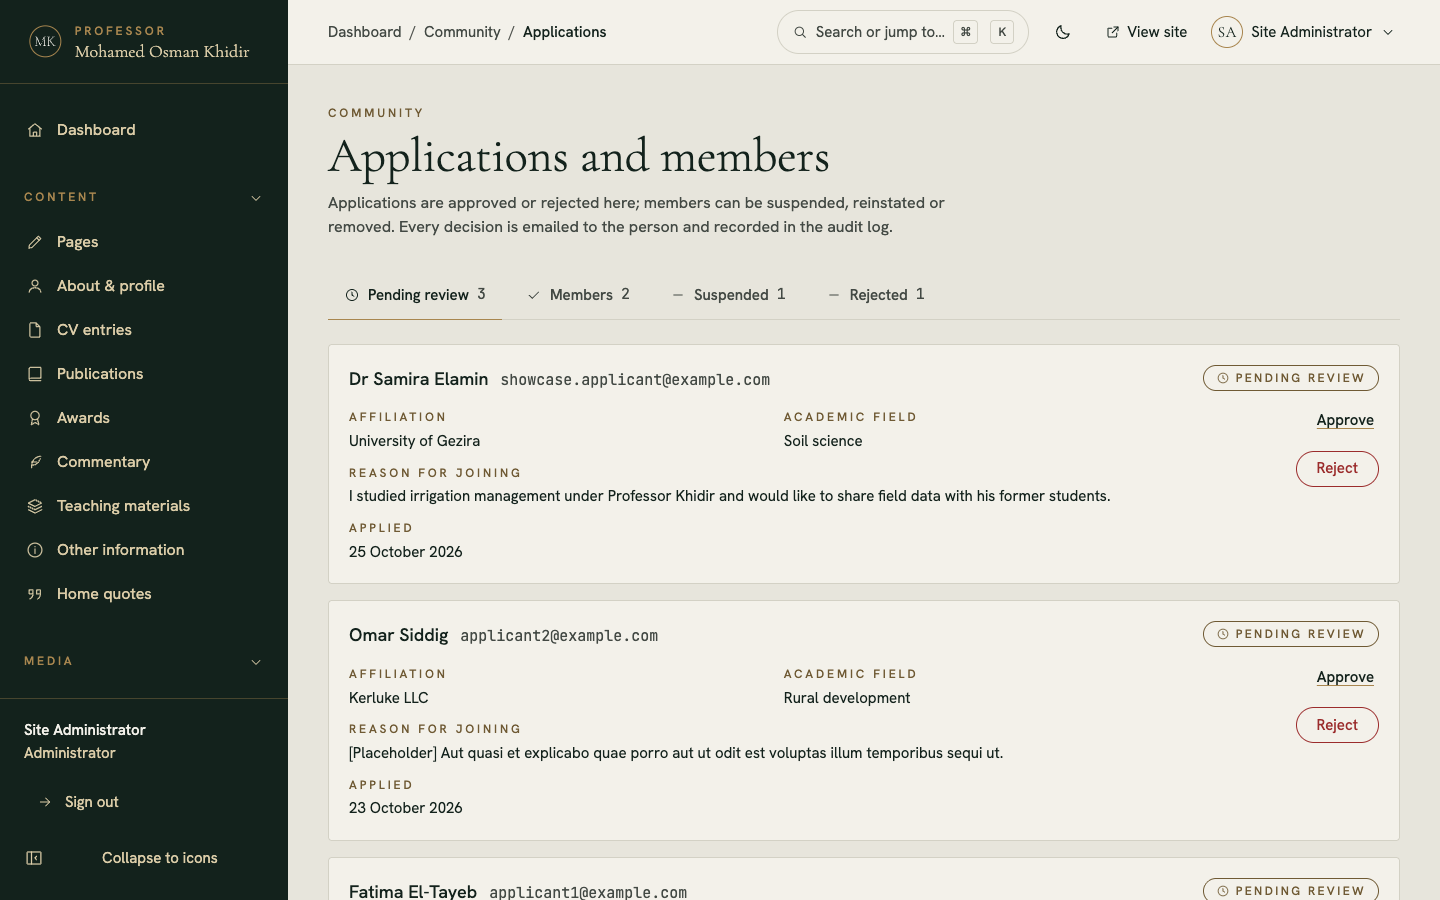 MK
PROFESSOR
Mohamed Osman Khidir
Dashboard
CONTENT
Pages
About & profile
CV entries
Publications
Awards
Commentary
Teaching materials
Other information
Home quotes
MEDIA
Site Administrator
Administrator
Sign out
Collapse to icons
Dashboard / Community / Applications
Search or jump to... ⌘ K
View site
SA Site Administrator
COMMUNITY
Applications and members
Applications are approved or rejected here; members can be suspended, reinstated or
removed. Every decision is emailed to the person and recorded in the audit log.
Pending review 3 Members 2 Suspended 1 Rejected 1
Dr Samira Elamin showcase.applicant@example.com PENDING REVIEW
AFFILIATION ACADEMIC FIELD
University of Gezira Soil science
Approve
REASON FOR JOINING
I studied irrigation management under Professor Khidir and would like to share field data with his former students.
Reject
APPLIED
25 October 2026
Omar Siddig applicant2@example.com PENDING REVIEW
AFFILIATION ACADEMIC FIELD
Kerluke LLC Rural development
Approve
REASON FOR JOINING
[Placeholder] Aut quasi et explicabo quae porro aut ut odit est voluptas illum temporibus sequi ut.
Reject
APPLIED
23 October 2026
Fatima El-Tayeb applicant1@example.com PENDING REVIEW